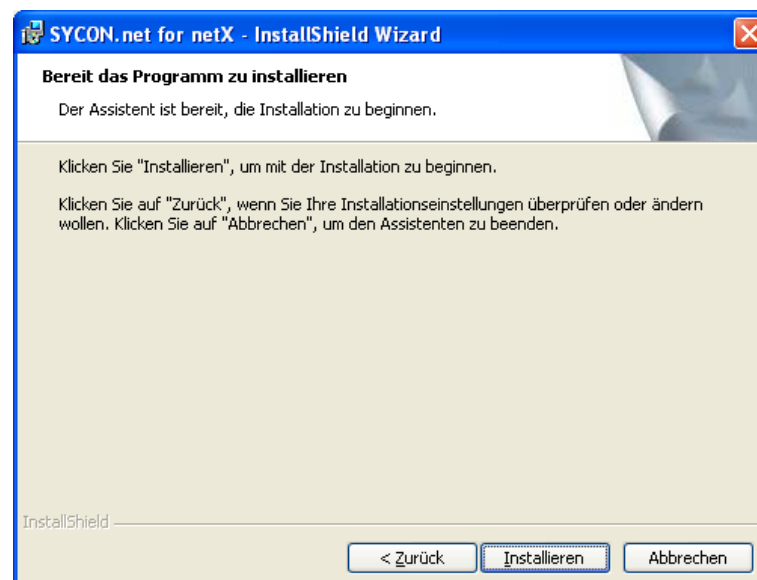 SYCON.net for netX - InstallShield Wizard
Bereit das Programm zu installieren
Der Assistent ist bereit, die Installation zu beginnen.
Klicken Sie "Installieren", um mit der Installation zu beginnen.
Klicken Sie auf "Zurück", wenn Sie Ihre Installationseinstellungen überprüfen oder ändern
wollen. Klicken Sie auf "Abbrechen", um den Assistenten zu beenden.
InstallShield
< Zurück Installieren Abbrechen